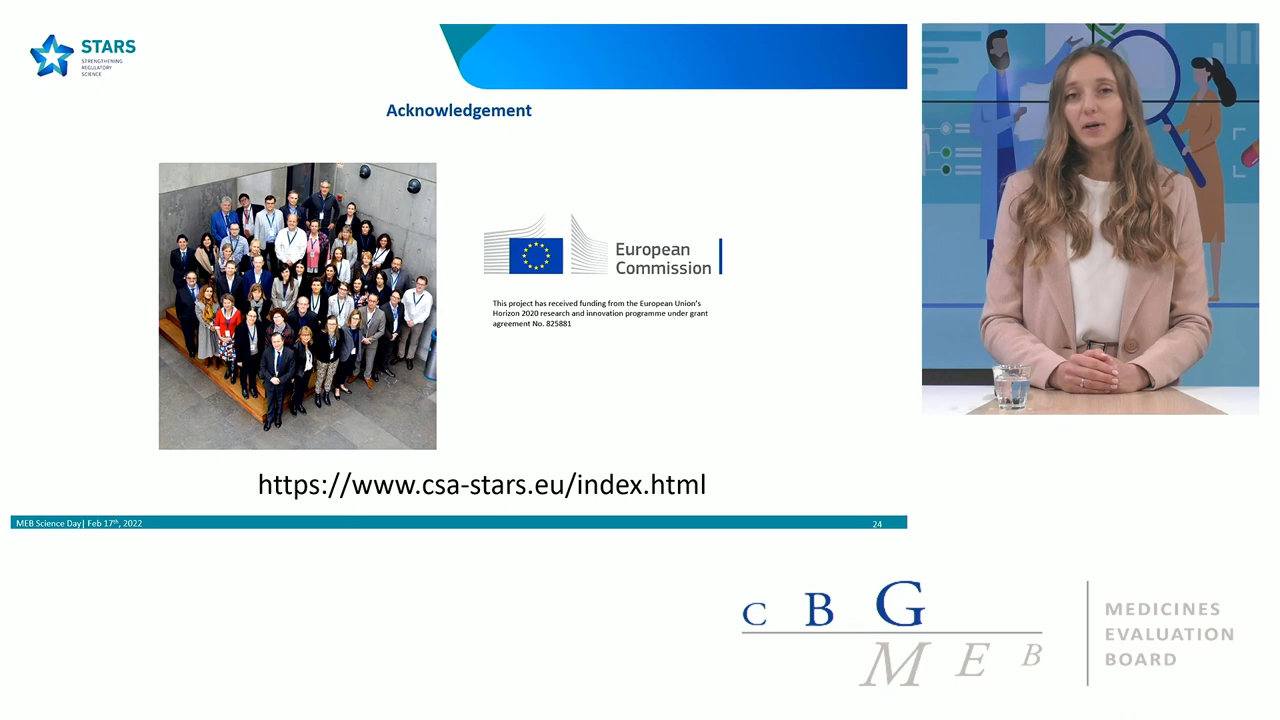 STARS
STRENGTHENING
REGULATORY
SCIENCE
Acknowledgement
European
Commission
This project has received funding from the European Union's
Horizon 2020 research and innovation programme under grant
agreement No. 825881
https://www.csa-stars.eu/index.html
MEB Science Day| Feb 17th, 2022
24
C B G
M E B
MEDICINES
EVALUATION
BOARD